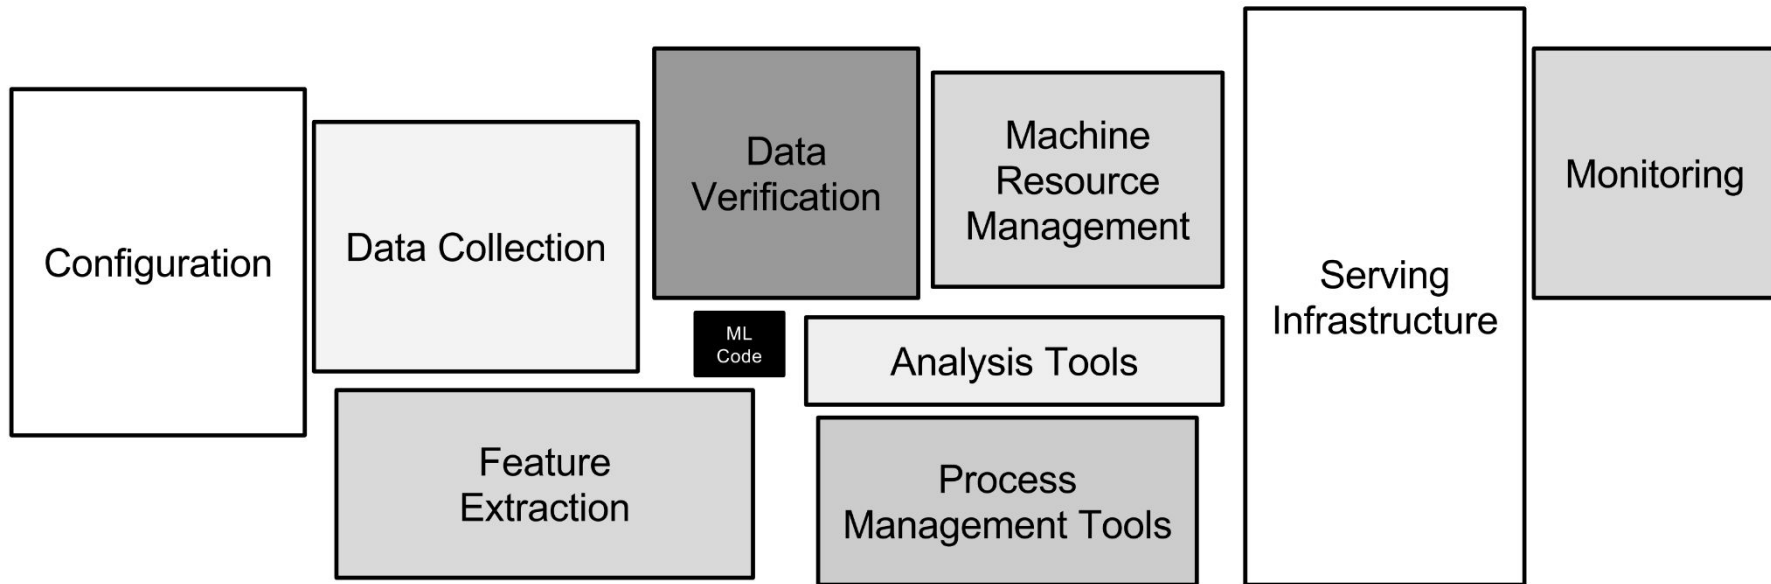 Configuration
Data Collection
Feature
Extraction
Data
Verification
ML
Code
Machine
Resource
Management
Analysis Tools
Process
Management Tools
Serving
Infrastructure
Monitoring